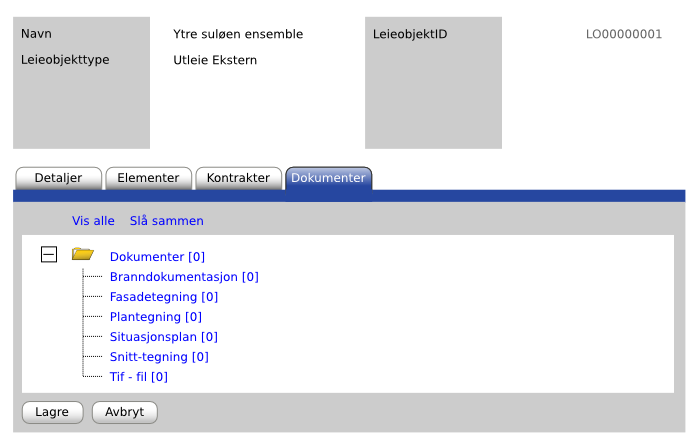 Navn Ytre suløen ensemble LeieobjektID LO00000001
Leieobjekttype Utleie Ekstern
Detaljer Elementer Kontrakter Dokumenter
Vis alle Slå sammen
Dokumenter [0]
Branndokumentasjon [0]
Fasadetegning [0]
Plantegning [0]
Situasjonsplan [0]
Snitt-tegning [0]
Tif - fil [0]
Lagre Avbryt